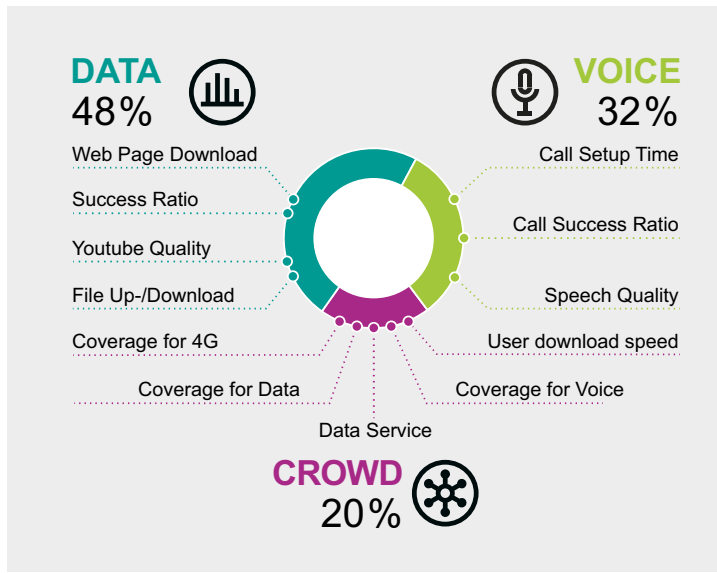 DATA
48%
VOICE
32%
Web Page Download
Call Setup Time
Success Ratio
Call Success Ratio
Youtube Quality
File Up-/Download
Speech Quality
Coverage for 4G
User download speed
Coverage for Data
Coverage for Voice
Data Service
CROWD
20%